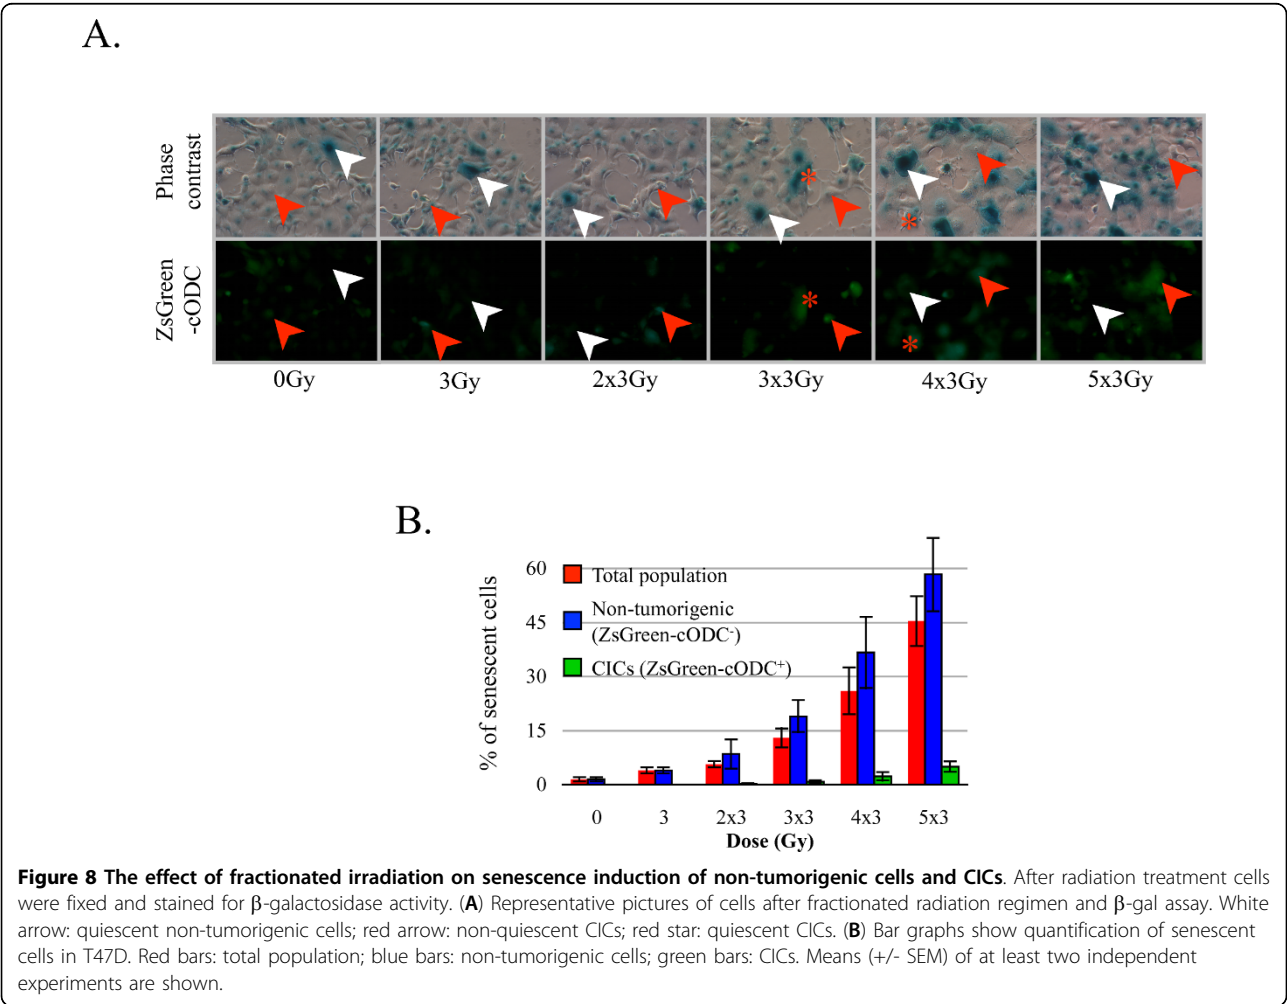 A.
Phase
contrast
* *
ZsGreen
-cODC
* *
0Gy 3Gy 2x3Gy 3x3Gy 4x3Gy 5x3Gy
B.
% of senescent cells
60
45
30
15
0
Total population
Non-tumorigenic
(ZsGreen-cODC⁻)
CICs (ZsGreen-cODC⁺)
0 3 2x3 3x3 4x3 5x3
Dose (Gy)
Figure 8 The effect of fractionated irradiation on senescence induction of non-tumorigenic cells and CICs. After radiation treatment cells
were fixed and stained for β-galactosidase activity. (A) Representative pictures of cells after fractionated radiation regimen and β-gal assay. White
arrow: quiescent non-tumorigenic cells; red arrow: non-quiescent CICs; red star: quiescent CICs. (B) Bar graphs show quantification of senescent
cells in T47D. Red bars: total population; blue bars: non-tumorigenic cells; green bars: CICs. Means (+/- SEM) of at least two independent
experiments are shown.